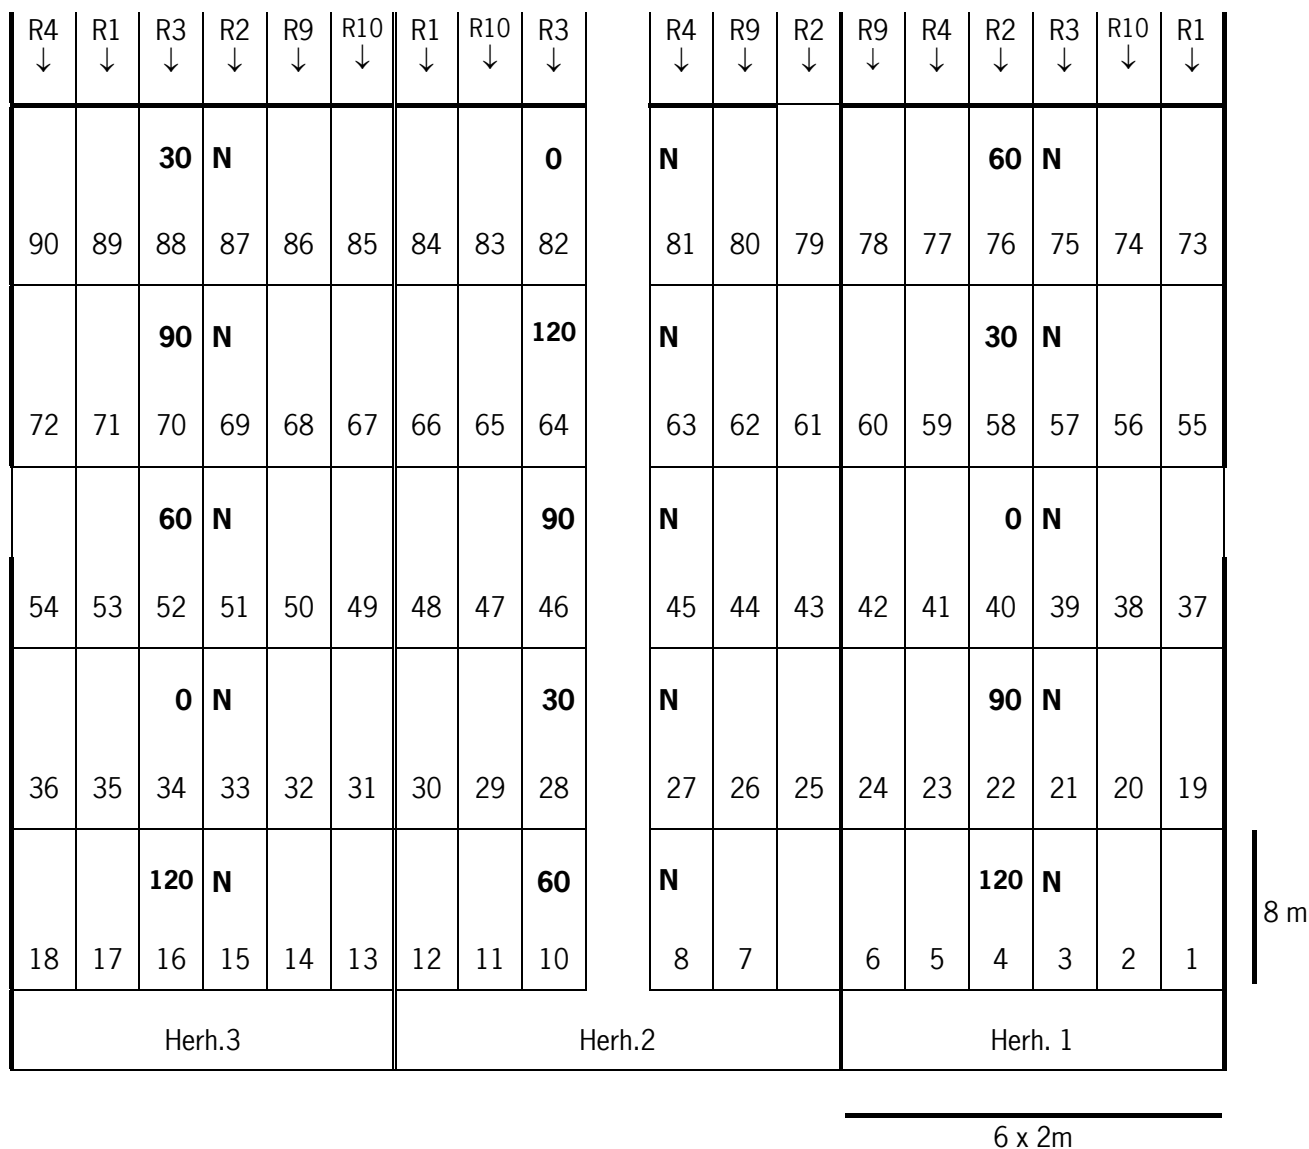 R4 R1 R3 R2 R9 R10 R1 R10 R3 R4 R9 R2 R9 R4 R2 R3 R10 R1
↓ ↓ ↓ ↓ ↓ ↓ ↓ ↓ ↓ ↓ ↓ ↓ ↓ ↓ ↓ ↓ ↓ ↓
30 N 0 N 60 N
90 89 88 87 86 85 84 83 82 81 80 79 78 77 76 75 74 73
90 N 120 N 30 N
72 71 70 69 68 67 66 65 64 63 62 61 60 59 58 57 56 55
60 N 90 N 0 N
54 53 52 51 50 49 48 47 46 45 44 43 42 41 40 39 38 37
0 N 30 N 90 N
36 35 34 33 32 31 30 29 28 27 26 25 24 23 22 21 20 19
120 N 60 N 120 N
8 m
18 17 16 15 14 13 12 11 10 8 7 6 5 4 3 2 1
Herh.3 Herh.2 Herh. 1
6 x 2m